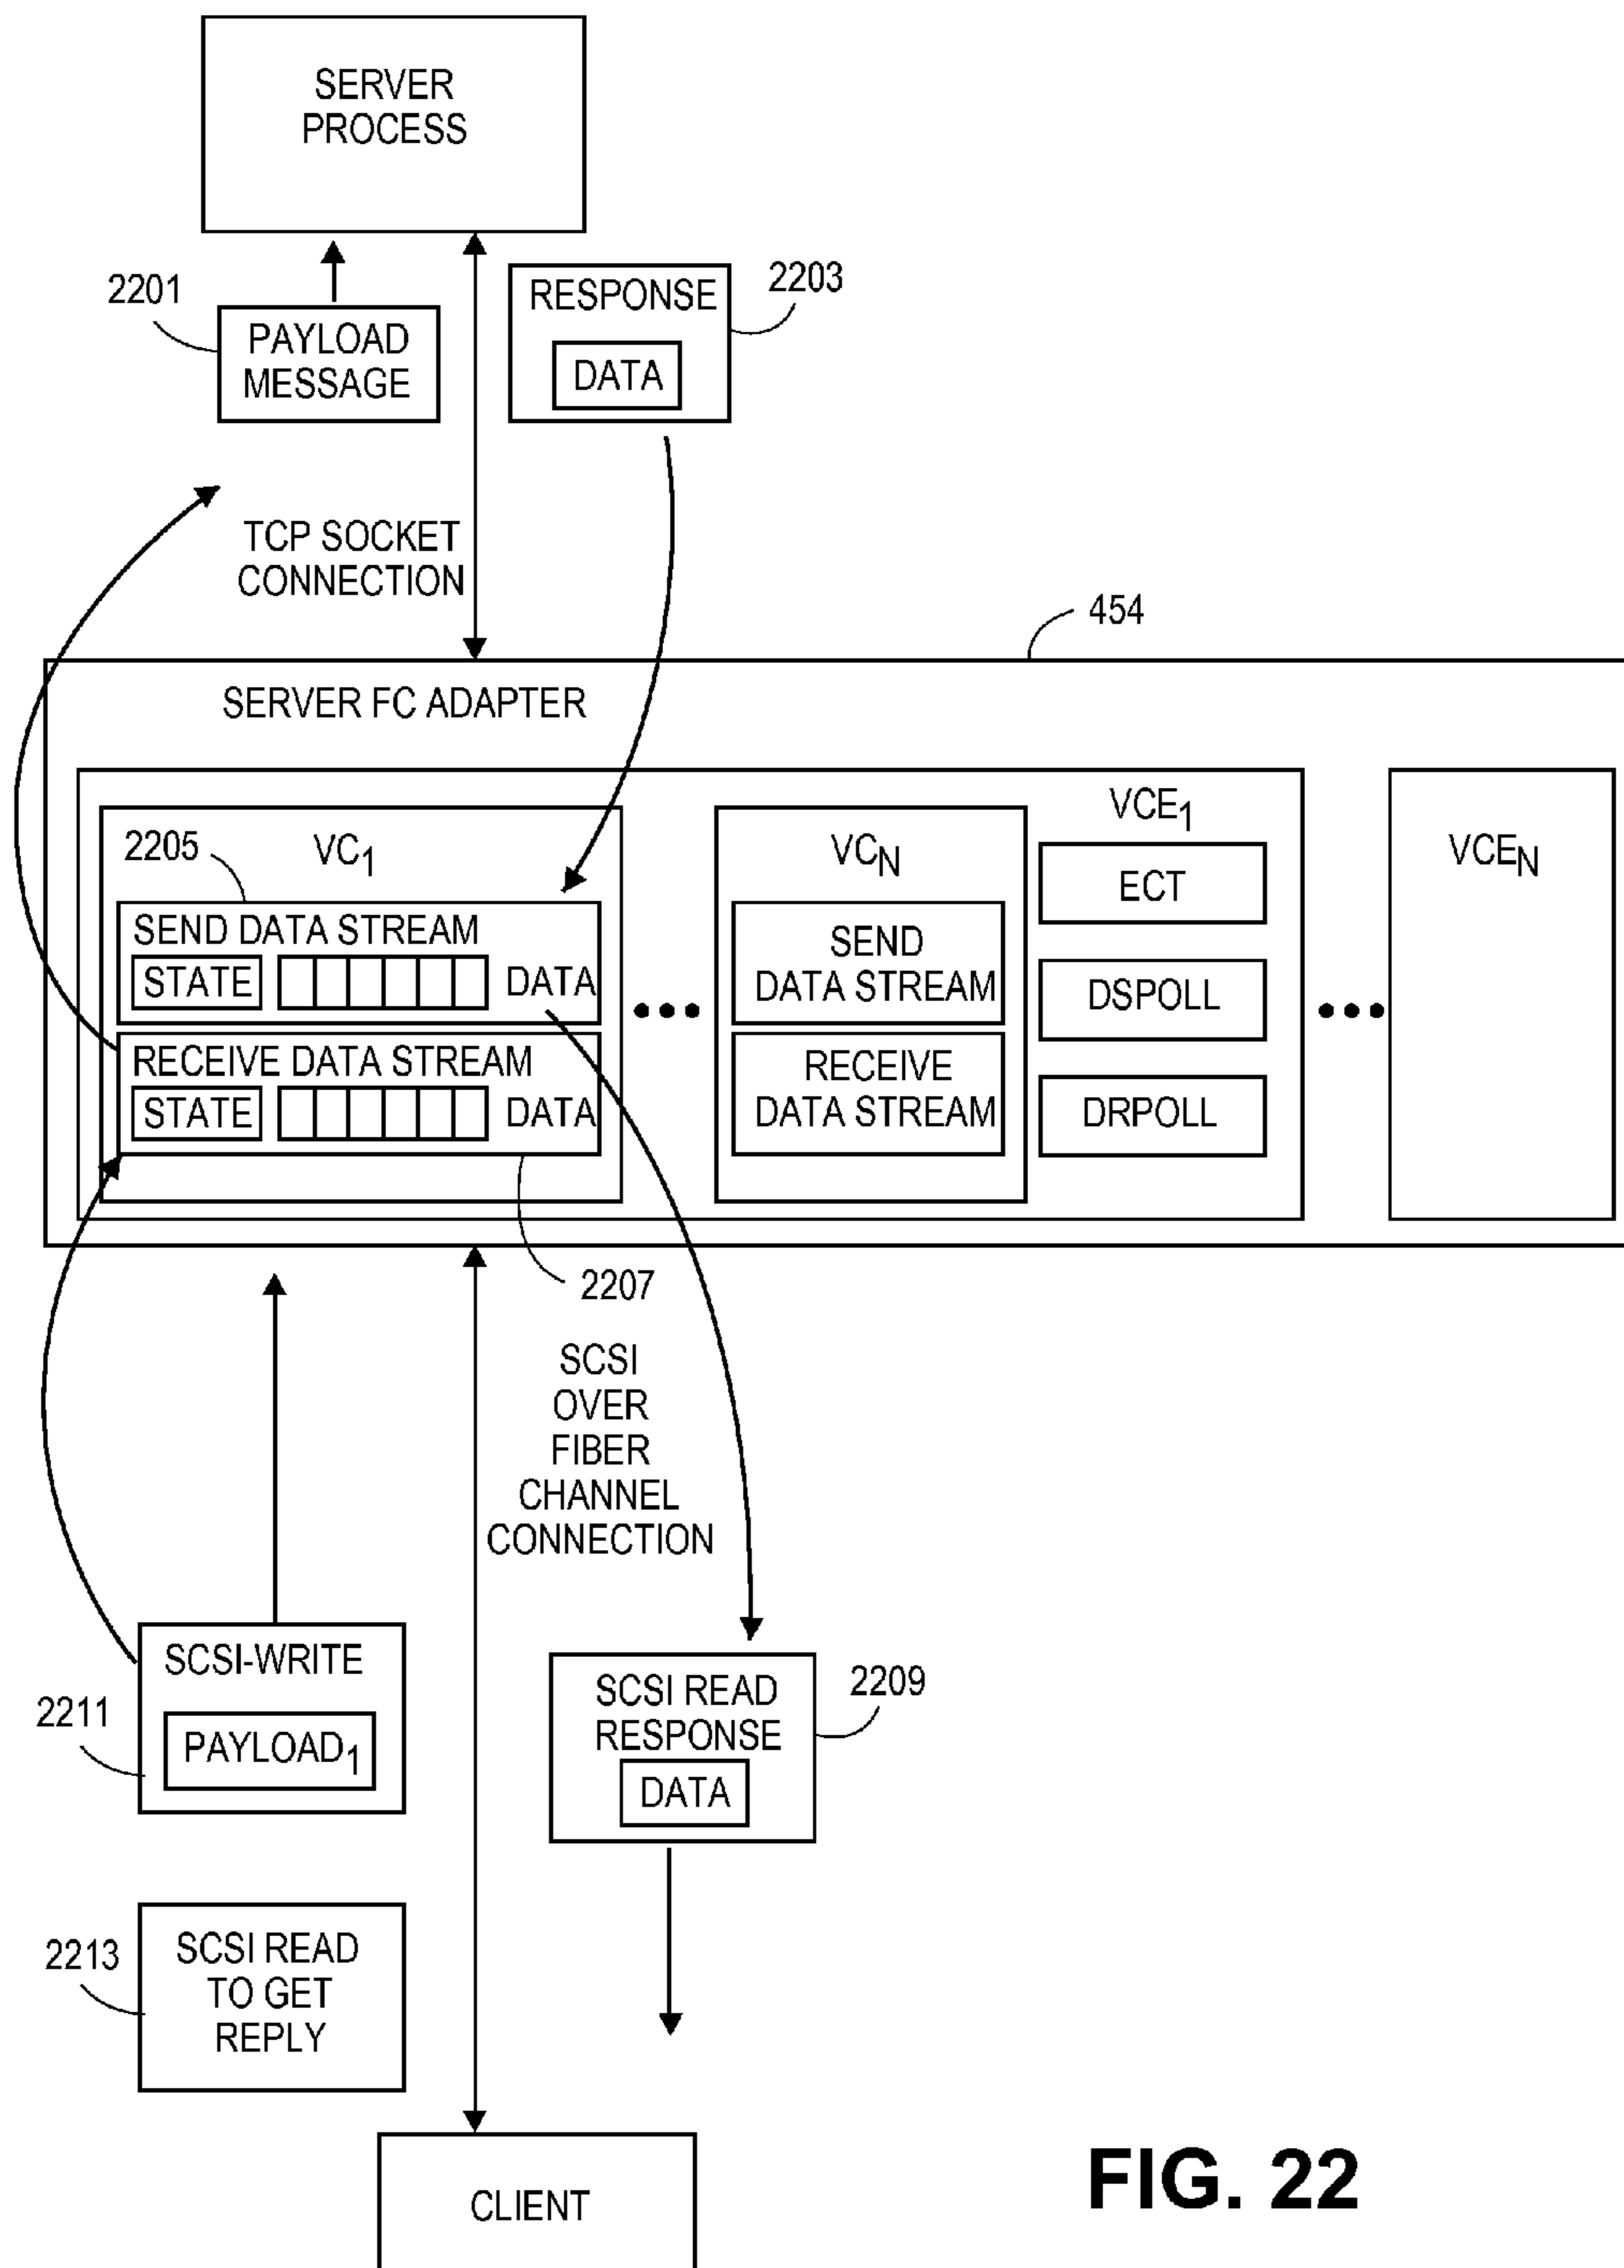 SERVER
PROCESS
2201
PAYLOAD
MESSAGE
RESPONSE
DATA
2203
TCP SOCKET
CONNECTION
454
SERVER FC ADAPTER
2205
VC1
SEND DATA STREAM
STATE
DATA
RECEIVE DATA STREAM
STATE
DATA
2207
VCN
SEND
DATA STREAM
RECEIVE
DATA STREAM
VCE1
ECT
DSPOLL
DRPOLL
VCEN
SCSI
OVER
FIBER
CHANNEL
CONNECTION
SCSI-WRITE
PAYLOAD1
2211
SCSI READ
RESPONSE
DATA
2209
2213
SCSI READ
TO GET
REPLY
CLIENT
FIG. 22